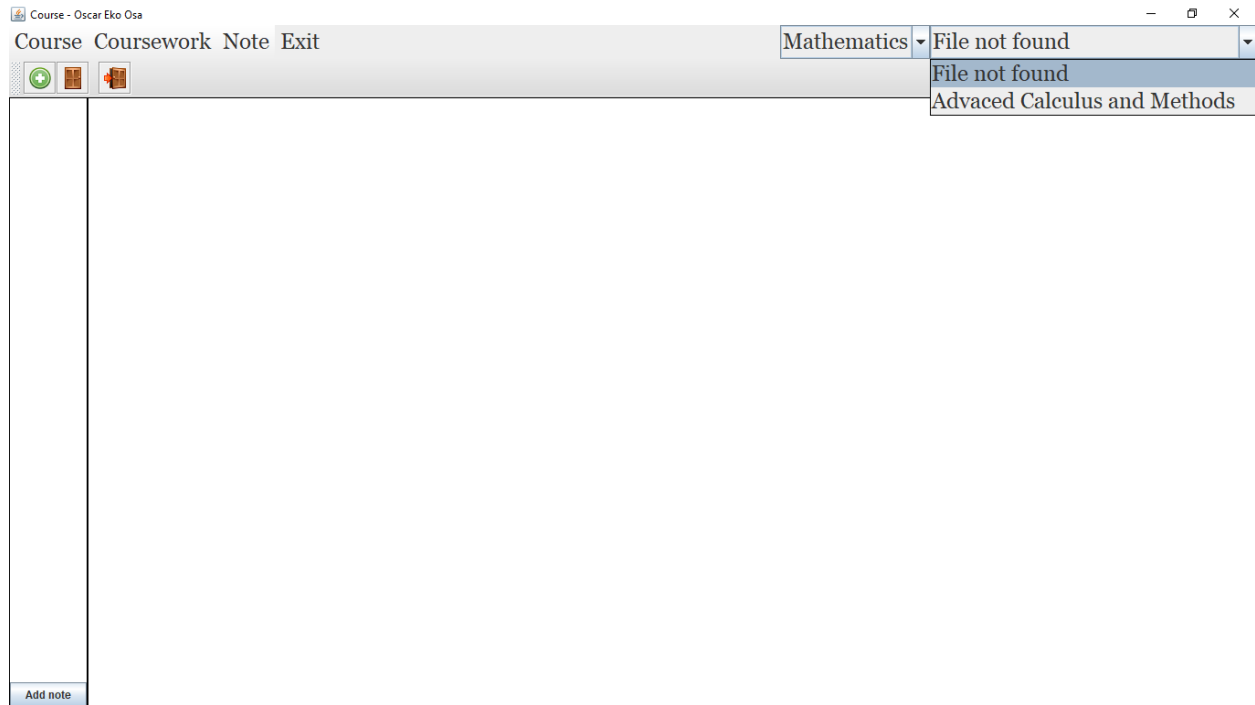 Course - Oscar Eko Osa
Course Coursework Note Exit
Mathematics File not found
File not found
Advaced Calculus and Methods
Add note